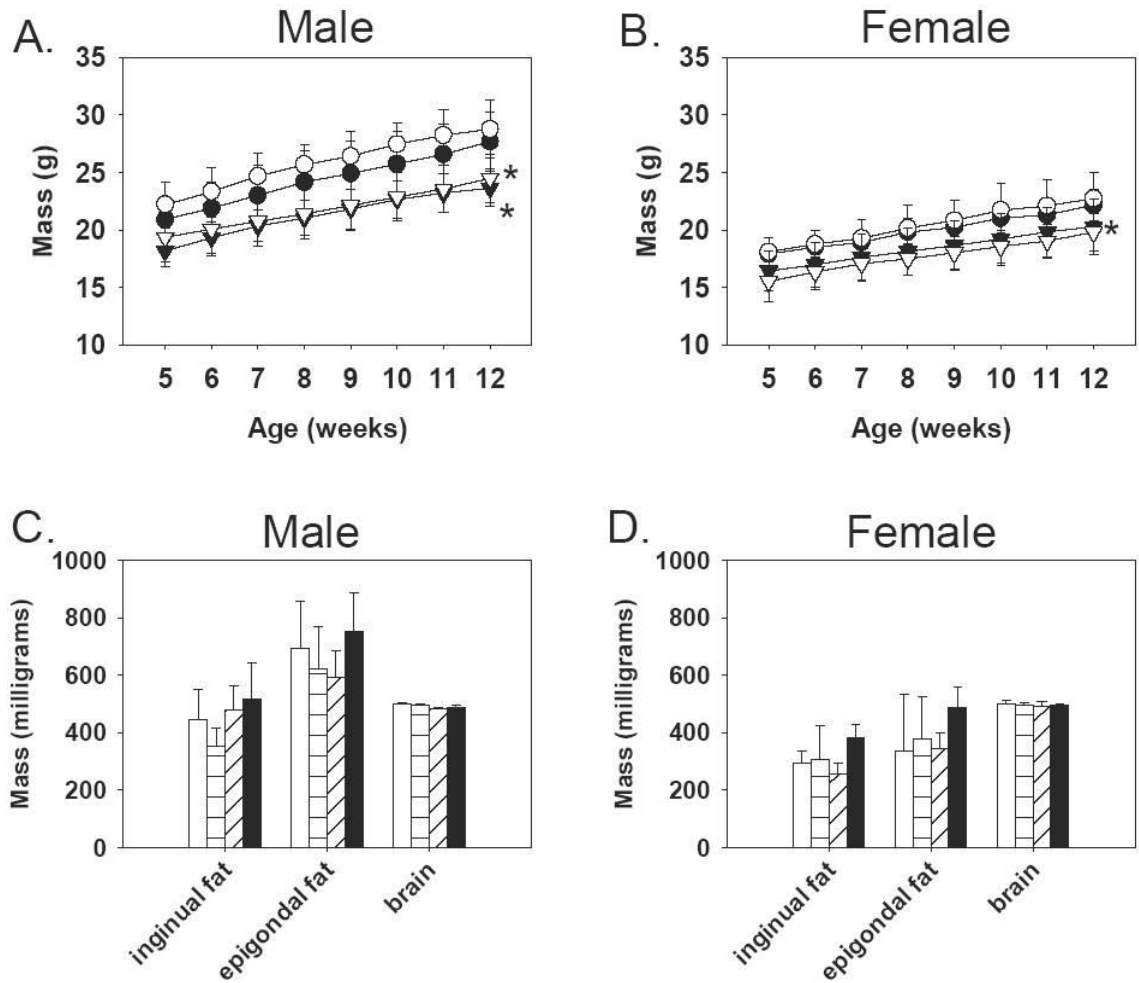 A.
Male
35
30
25
20
15
10
Mass (g)
*
*
5 6 7 8 9 10 11 12
Age (weeks)
B.
Female
35
30
25
20
15
10
Mass (g)
*
5 6 7 8 9 10 11 12
Age (weeks)
C.
Male
1000
800
600
400
200
0
Mass (milligrams)
inginual fat
epigondal fat
brain
D.
Female
1000
800
600
400
200
0
Mass (milligrams)
inginual fat
epigondal fat
brain